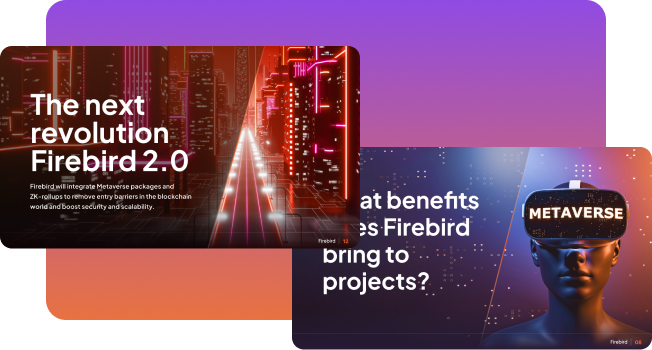 The next
revolution
Firebird 2.0
Firebird will integrate Metaverse packages and
ZK-rollups to remove entry barriers in the blockchain
world and boost security and scalability.
Firebird 12
at benefits
es Firebird
bring to
projects?
METAVERSE
Firebird 08